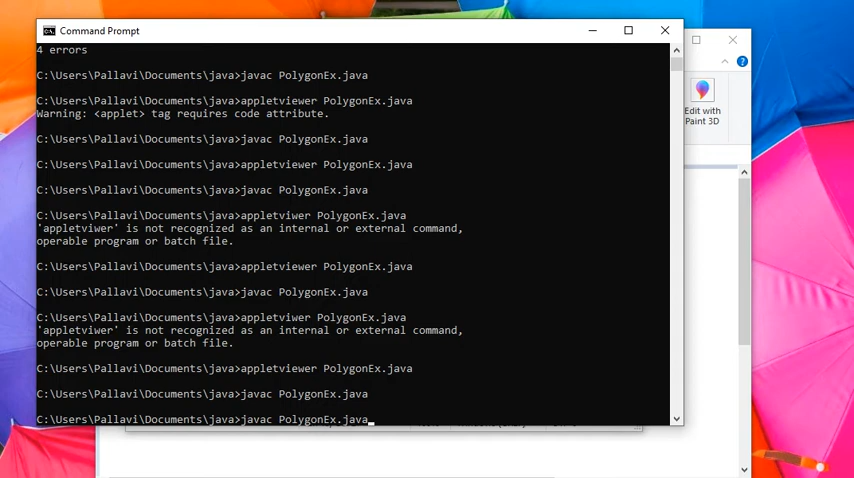 Command Prompt
4 errors
C:\Users\Pallavi\Documents\java>javac PolygonEx.java
C:\Users\Pallavi\Documents\java>appletviewer PolygonEx.java
Warning: <applet> tag requires code attribute.
C:\Users\Pallavi\Documents\java>javac PolygonEx.java
C:\Users\Pallavi\Documents\java>appletviewer PolygonEx.java
C:\Users\Pallavi\Documents\java>javac PolygonEx.java
C:\Users\Pallavi\Documents\java>appletviwer PolygonEx.java
'appletviwer' is not recognized as an internal or external command,
operable program or batch file.
C:\Users\Pallavi\Documents\java>appletviewer PolygonEx.java
C:\Users\Pallavi\Documents\java>javac PolygonEx.java
C:\Users\Pallavi\Documents\java>appletviwer PolygonEx.java
'appletviwer' is not recognized as an internal or external command,
operable program or batch file.
C:\Users\Pallavi\Documents\java>appletviewer PolygonEx.java
C:\Users\Pallavi\Documents\java>javac PolygonEx.java
C:\Users\Pallavi\Documents\java>javac PolygonEx.java
Edit with
Paint 3D